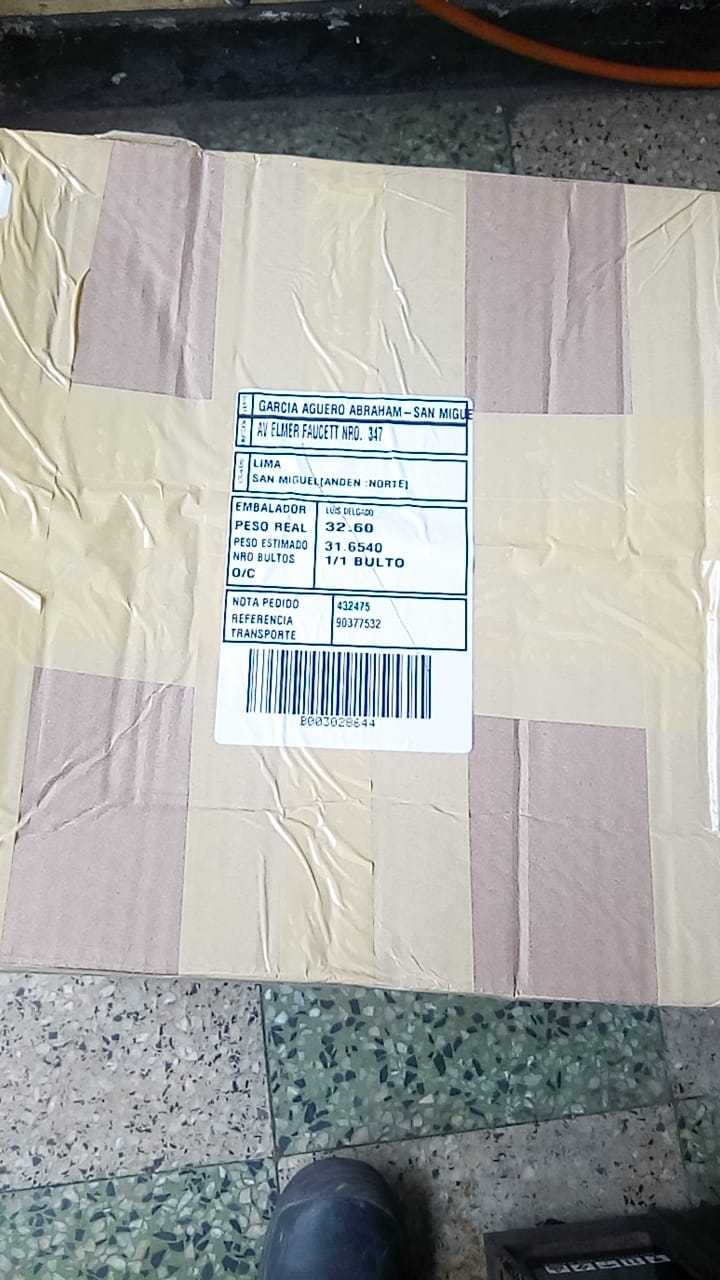 GARCIA AGUERO ABRAHAM - SAN MIGUE
AV ELMER FAUCETT NRO. 347
LIMA
SAN MIGUEL[ANDEN :NORTE]
EMBALADOR LUIS DELGADO
PESO REAL 32.60
PESO ESTIMADO 31.6540
NRO BULTOS 1/1 BULTO
O/C
NOTA PEDIDO 432475
REFERENCIA 90377532
TRANSPORTE
B003028644